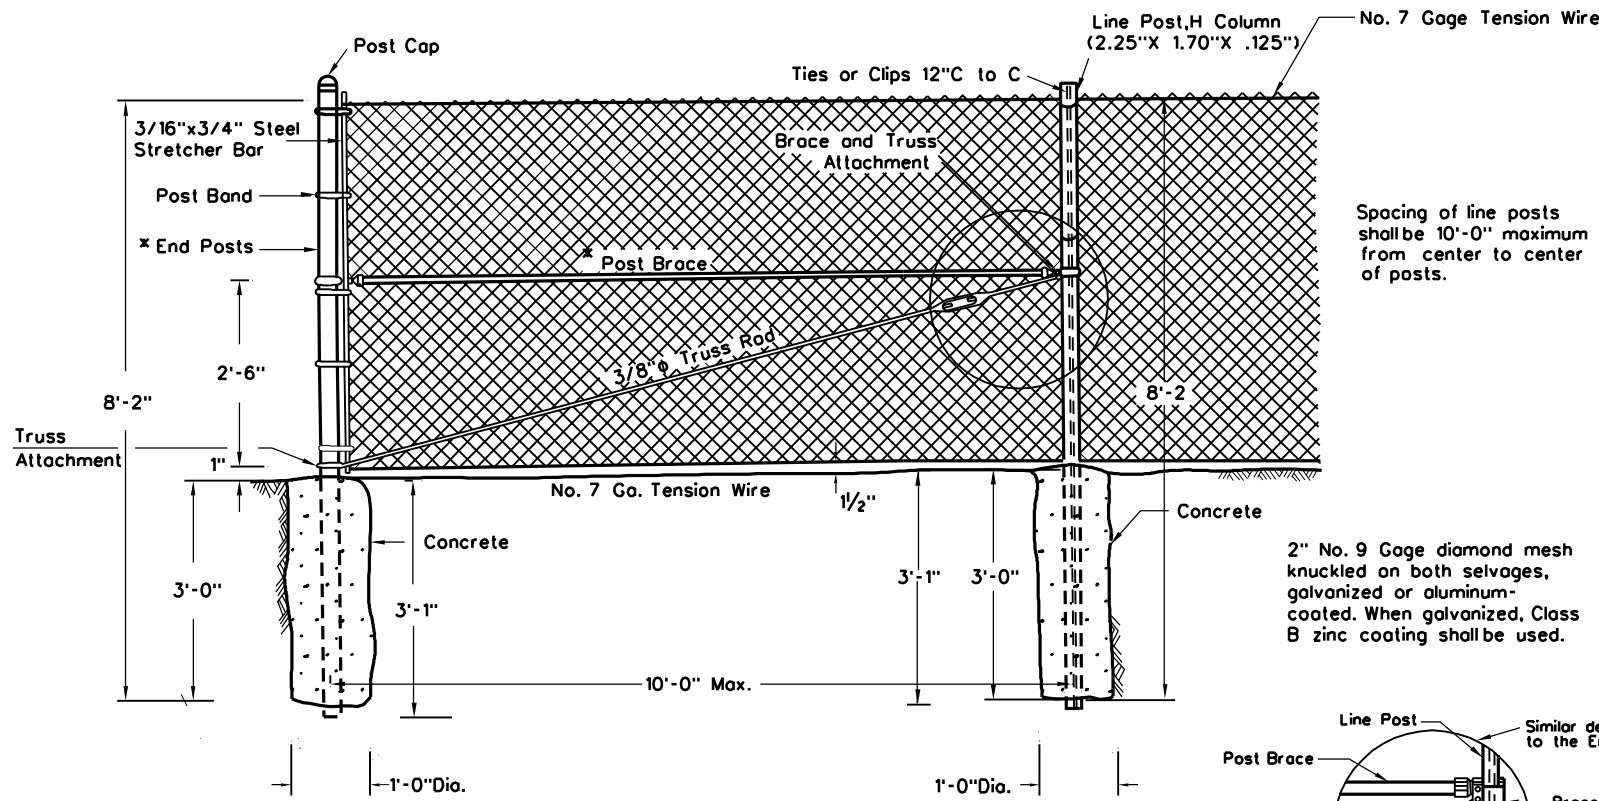 Post Cap
3/16"x3/4" Steel
Stretcher Bar
Post Band
* End Posts
2'-6"
8'-2"
Truss
Attachment
1"
3'-0"
Concrete
3'-1"
1'-0"Dia.
No. 7 Ga. Tension Wire
10'-0" Max.
* Post Brace
3/8"φ Truss Rod
Brace and Truss
Attachment
Ties or Clips 12"C to C
Line Post,H Column
(2.25"X 1.70"X .125")
No. 7 Gage Tension Wire
8'-2
1½"
3'-1"
3'-0"
Concrete
1'-0"Dia.
Spacing of line posts
shall be 10'-0" maximum
from center to center
of posts.
2" No. 9 Gage diamond mesh
knuckled on both selvages,
galvanized or aluminum-
coated. When galvanized, Class
B zinc coating shall be used.
Line Post
Post Brace
Similar
to the